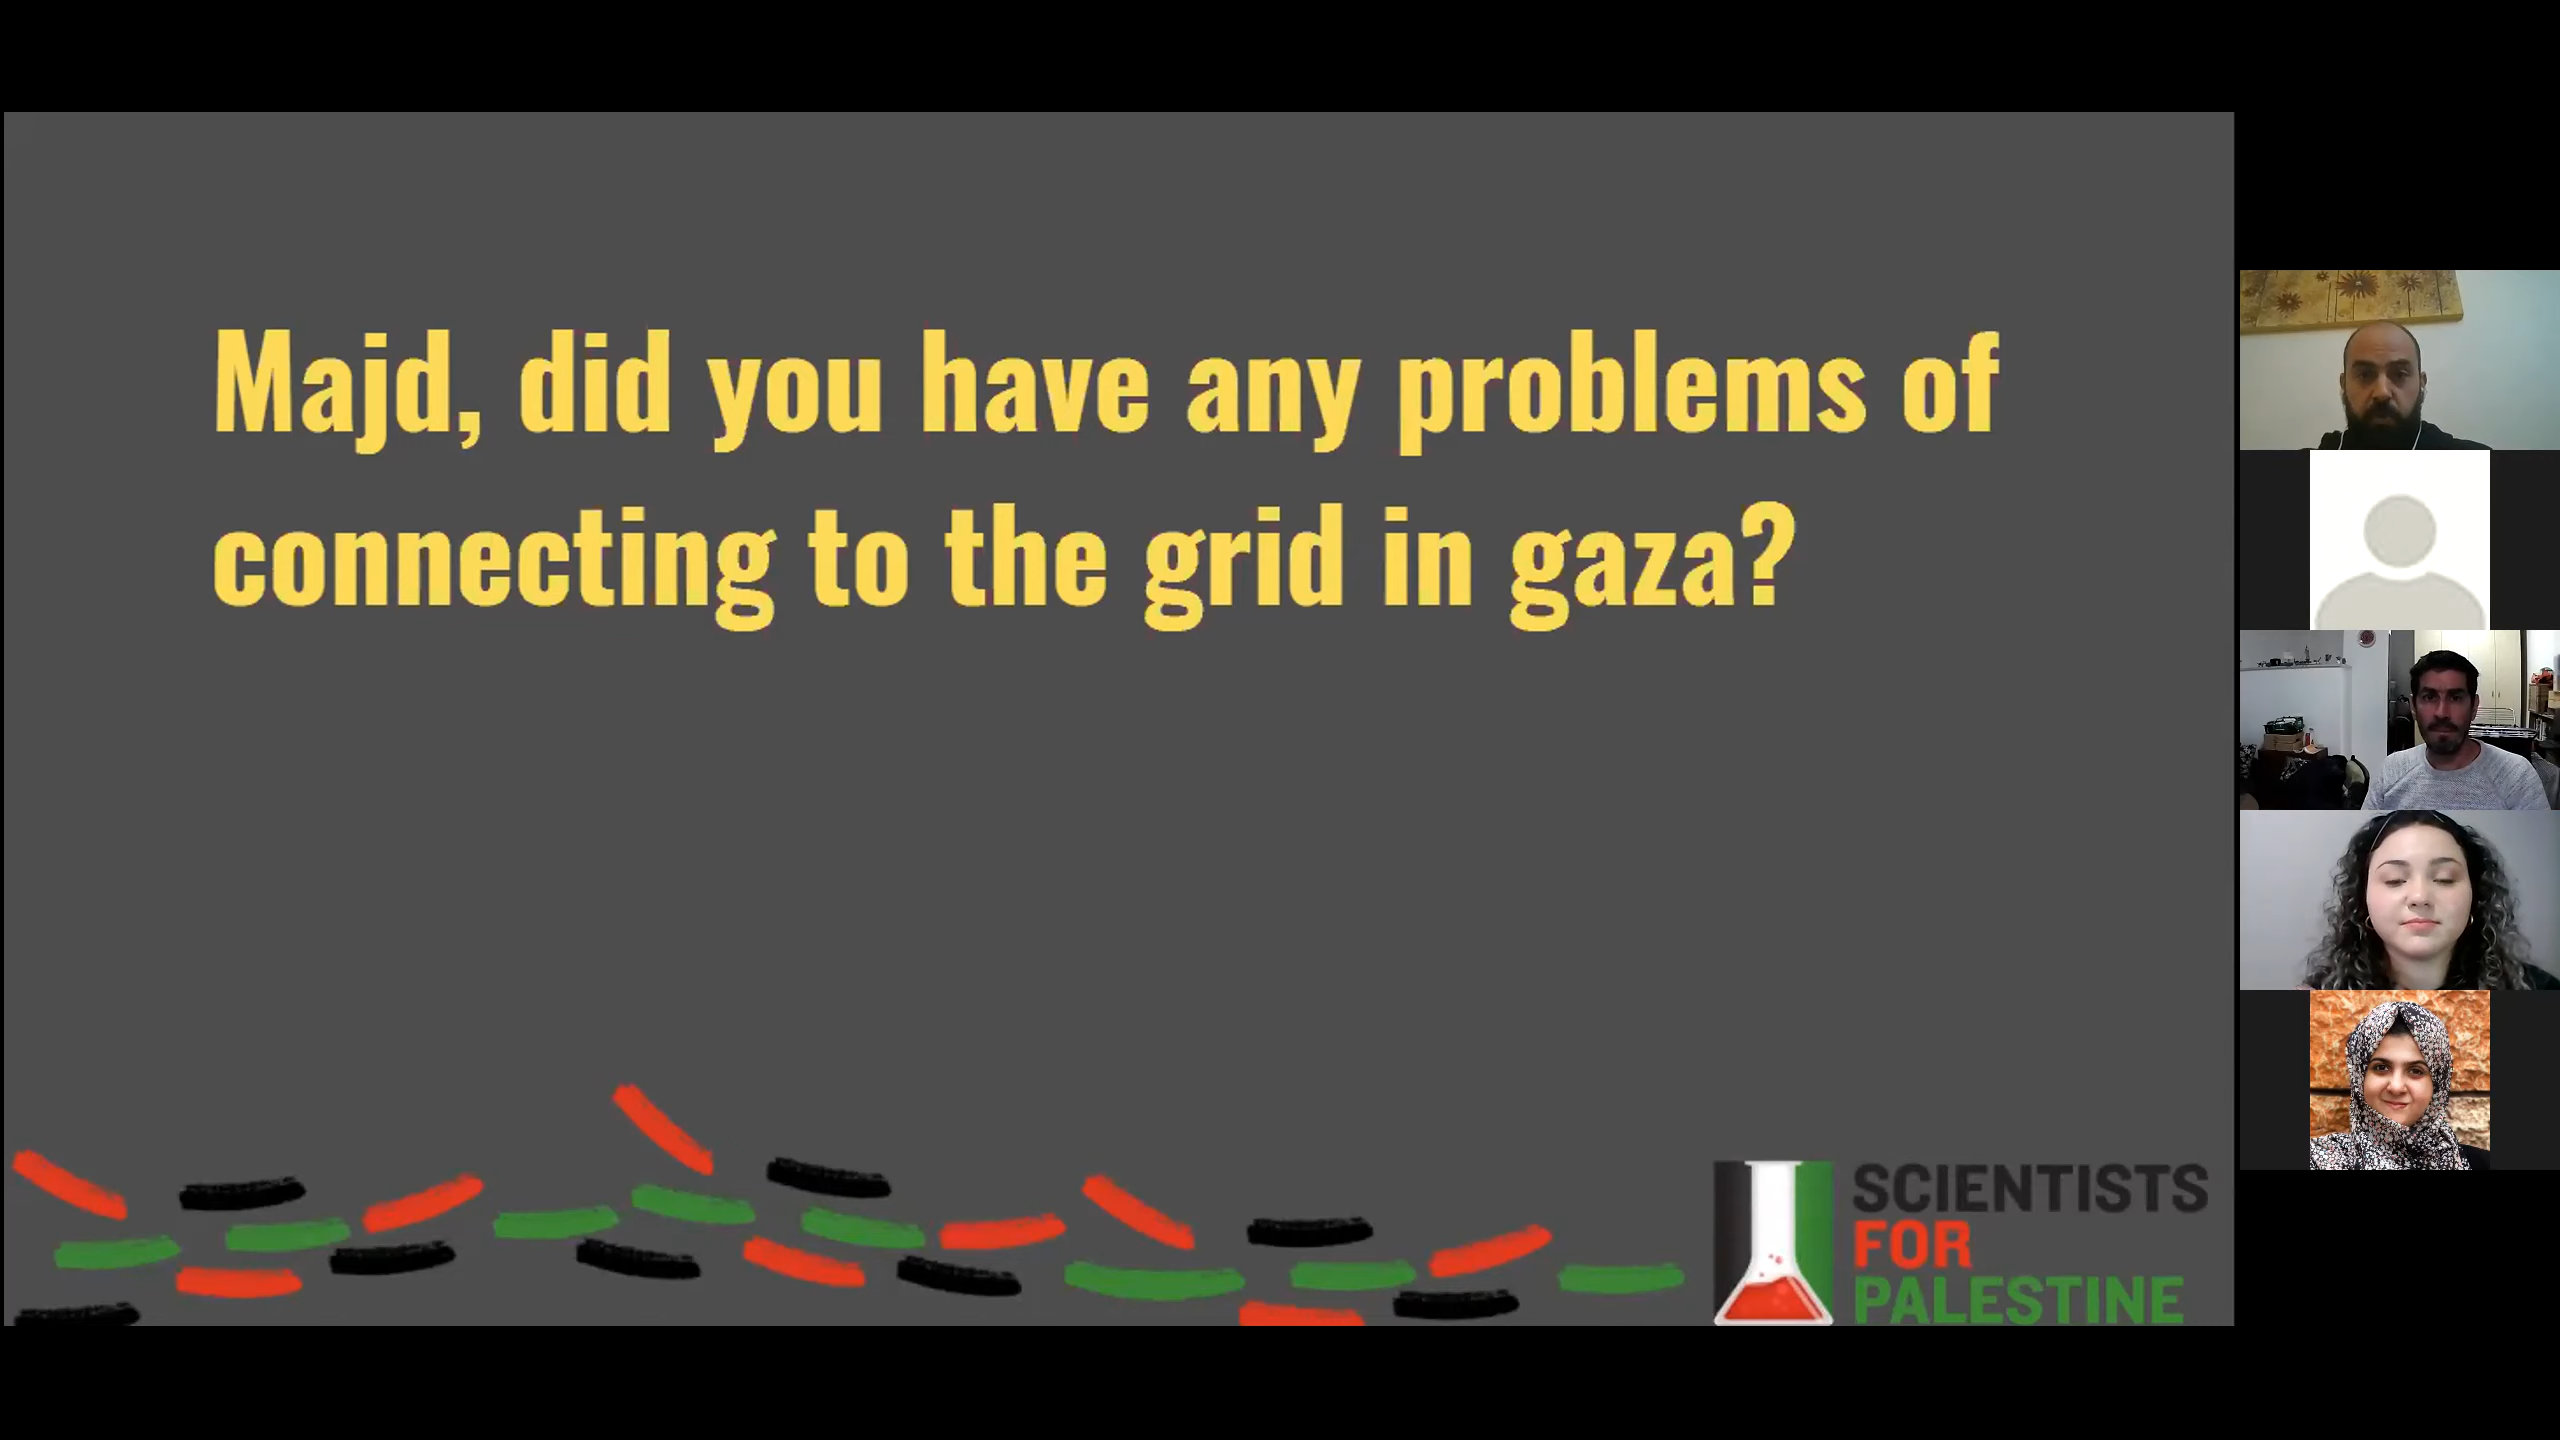 Majd, did you have any problems of
connecting to the grid in gaza?
SCIENTISTS
FOR
PALESTINE